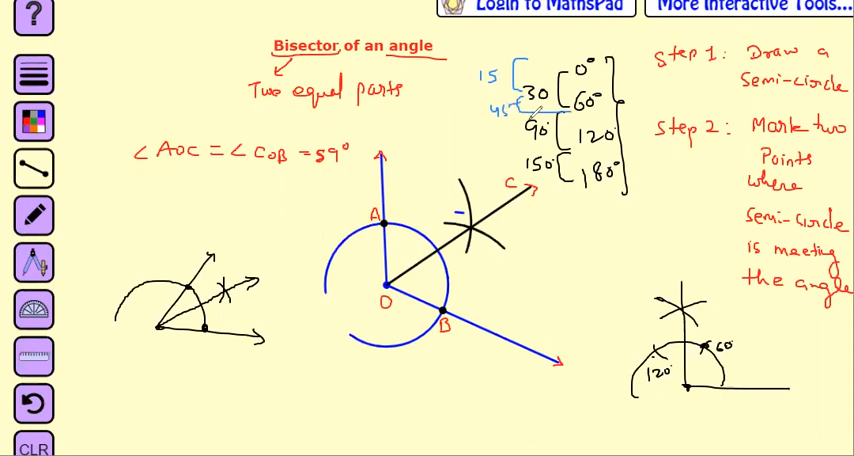 ?
Login to MathsPad
More Interactive Tools...
Bisector of an angle
Two equal parts
∠AOC = ∠COB = 59°
15
30
45°
90°
150°
0°
60°
120°
180°
Step 1: Draw a
Semi-circle
Step 2: Mark two
Points
where
semi-circle
is meeting
the angle
A
C
O
B
60
120
CLR